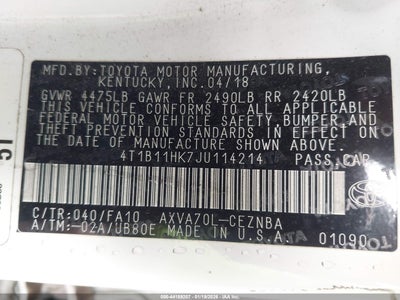 MFD.BY:TOYOTA MOTOR MANUFACTURING,
KENTUCKY,INC.04/18
GVWR 4475LB GAWR FR 2490LB RR 2420LB
THIS VEHICLE CONFORMS TO ALL APPLICABLE
FEDERAL MOTOR VEHICLE SAFETY,BUMPER,AND
THEFT PREVENTION STANDARDS IN EFFECT ON
THE DATE OF MANUFACTURE SHOWN ABOVE.
4T1B11HK7JU114214 PASS.CAR
C/TR:040/FA10 AXVA70L-CEZNBA
A/TM:-02A/UB80E MADE IN U.S.A. 01090